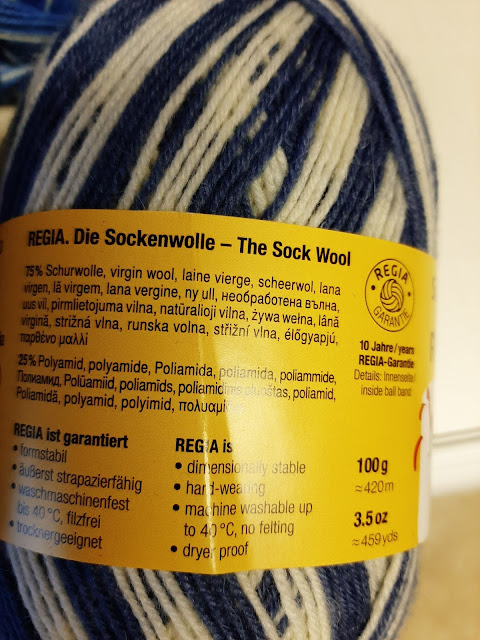 REGIA. Die Sockenwolle – The Sock Wool
75% Schurwolle, virgin wool, laine vierge, scheerwol, lana
virgen, lã virgem, lana vergine, ny ull, необработена вълна,
uus vil, pirmlietojuma vilna, natūralioji vilna, żywa wełna, lână
virgină, strižná vlna, runska volna, střižní vlna, élőgyapjú,
παρθένο μαλλί
25% Polyamid, polyamide, Poliamida, poliamida, poliammide,
Полиамид, Polüamiid, poliamīds, pluoštas, poliamid,
Poliamidă, polyamid, polyimid,
REGIA GARANTIE
10 Jahre/years
REGIA-Garantie
Details: Innenseite/
inside ball band
REGIA ist garantiert
• formstabil
• äußerst strapazierfähig
• waschmaschinenfest
bis 40 °C, filzfrei
• trocknergeeignet
REGIA is
• dimensionally stable
• hard-wearing
• machine washable up
to 40 °C, no felting
• dryer proof
100 g
≈420 m
3.5 oz
≈459 yds